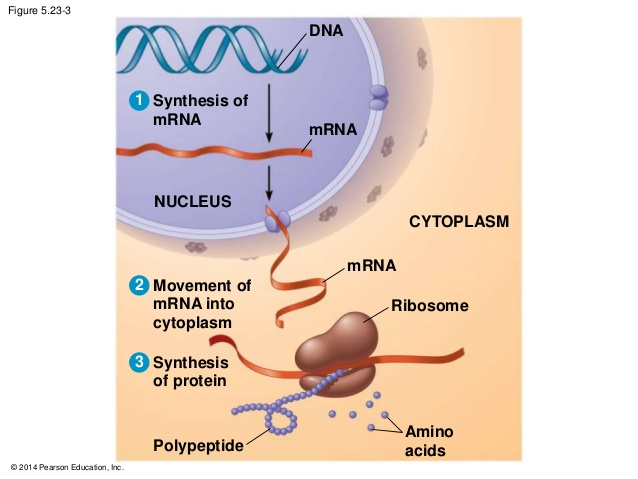 Figure 5.23-3
DNA
1 Synthesis of
mRNA
mRNA
NUCLEUS
CYTOPLASM
mRNA
2 Movement of
mRNA into
cytoplasm
Ribosome
3 Synthesis
of protein
Polypeptide
Amino
acids
© 2014 Pearson Education, Inc.